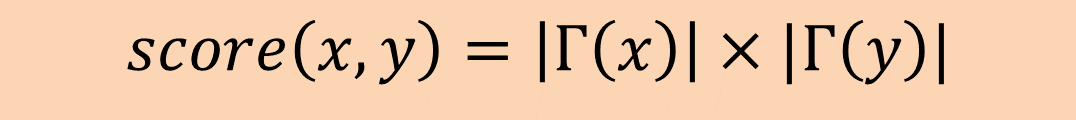 score(x, y) = |Γ(x)| × |Γ(y)|